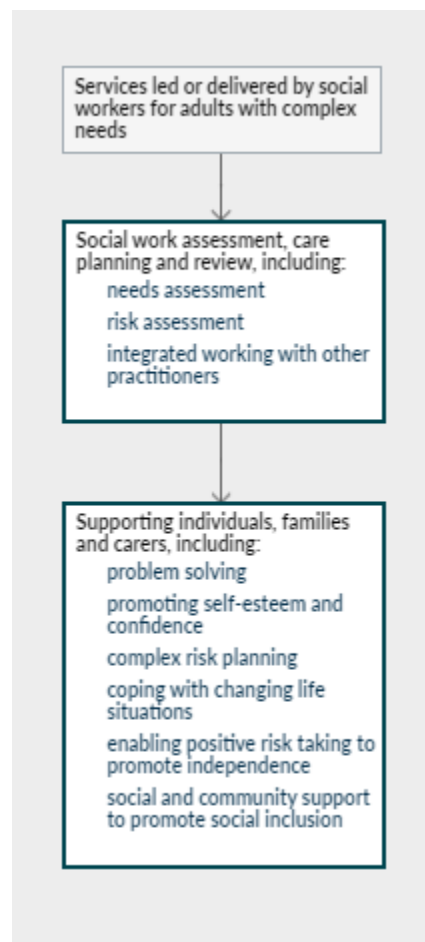 Services led or delivered by social
workers for adults with complex
needs
Social work assessment, care
planning and review, including:
needs assessment
risk assessment
integrated working with other
practitioners
Supporting individuals, families
and carers, including:
problem solving
promoting self-esteem and
confidence
complex risk planning
coping with changing life
situations
enabling positive risk taking to
promote independence
social and community support
to promote social inclusion